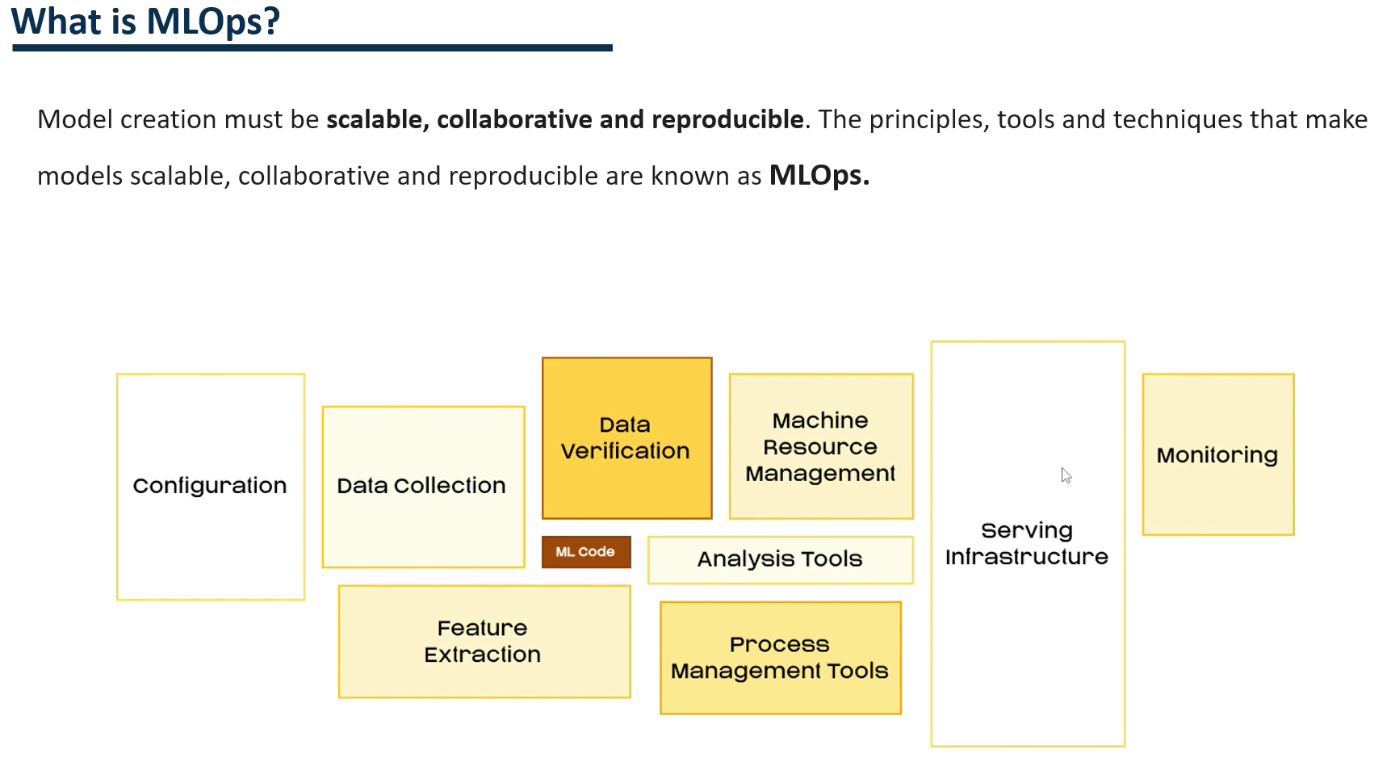 What is MLOps?
Model creation must be scalable, collaborative and reproducible. The principles, tools and techniques that make
models scalable, collaborative and reproducible are known as MLOps.
Configuration
Data Collection
Data
Verification
Machine
Resource
Management
Serving
Infrastructure
Monitoring
ML Code
Analysis Tools
Feature
Extraction
Process
Management Tools